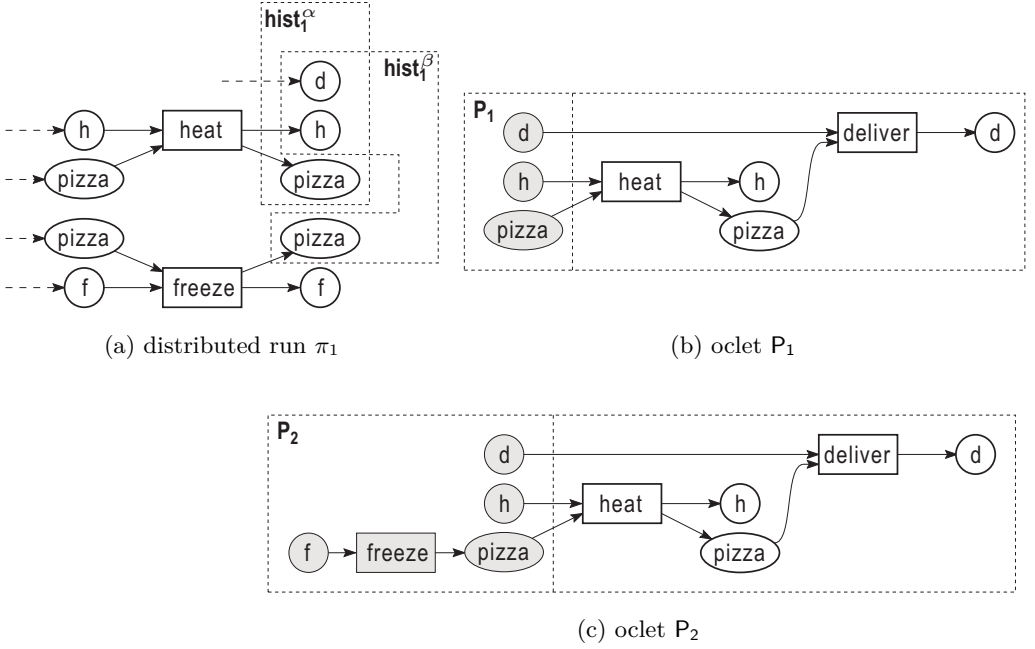 hist₁^α
hist₁^β
d
h heat h
pizza pizza
pizza pizza
f freeze f
(a) distributed run π₁
P₁
d deliver d
h heat h
pizza pizza
(b) oclet P₁
P₂
d deliver d
h heat h
f freeze pizza pizza
(c) oclet P₂